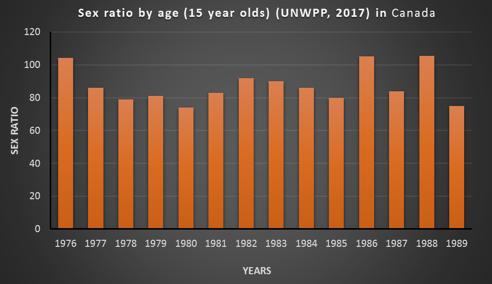 Sex ratio by age (15 year olds) (UNWPP, 2017) in Canada
120
100
80
60
40
20
0
SEX RATIO
1976 1977 1978 1979 1980 1981 1982 1983 1984 1985 1986 1987 1988 1989
YEARS